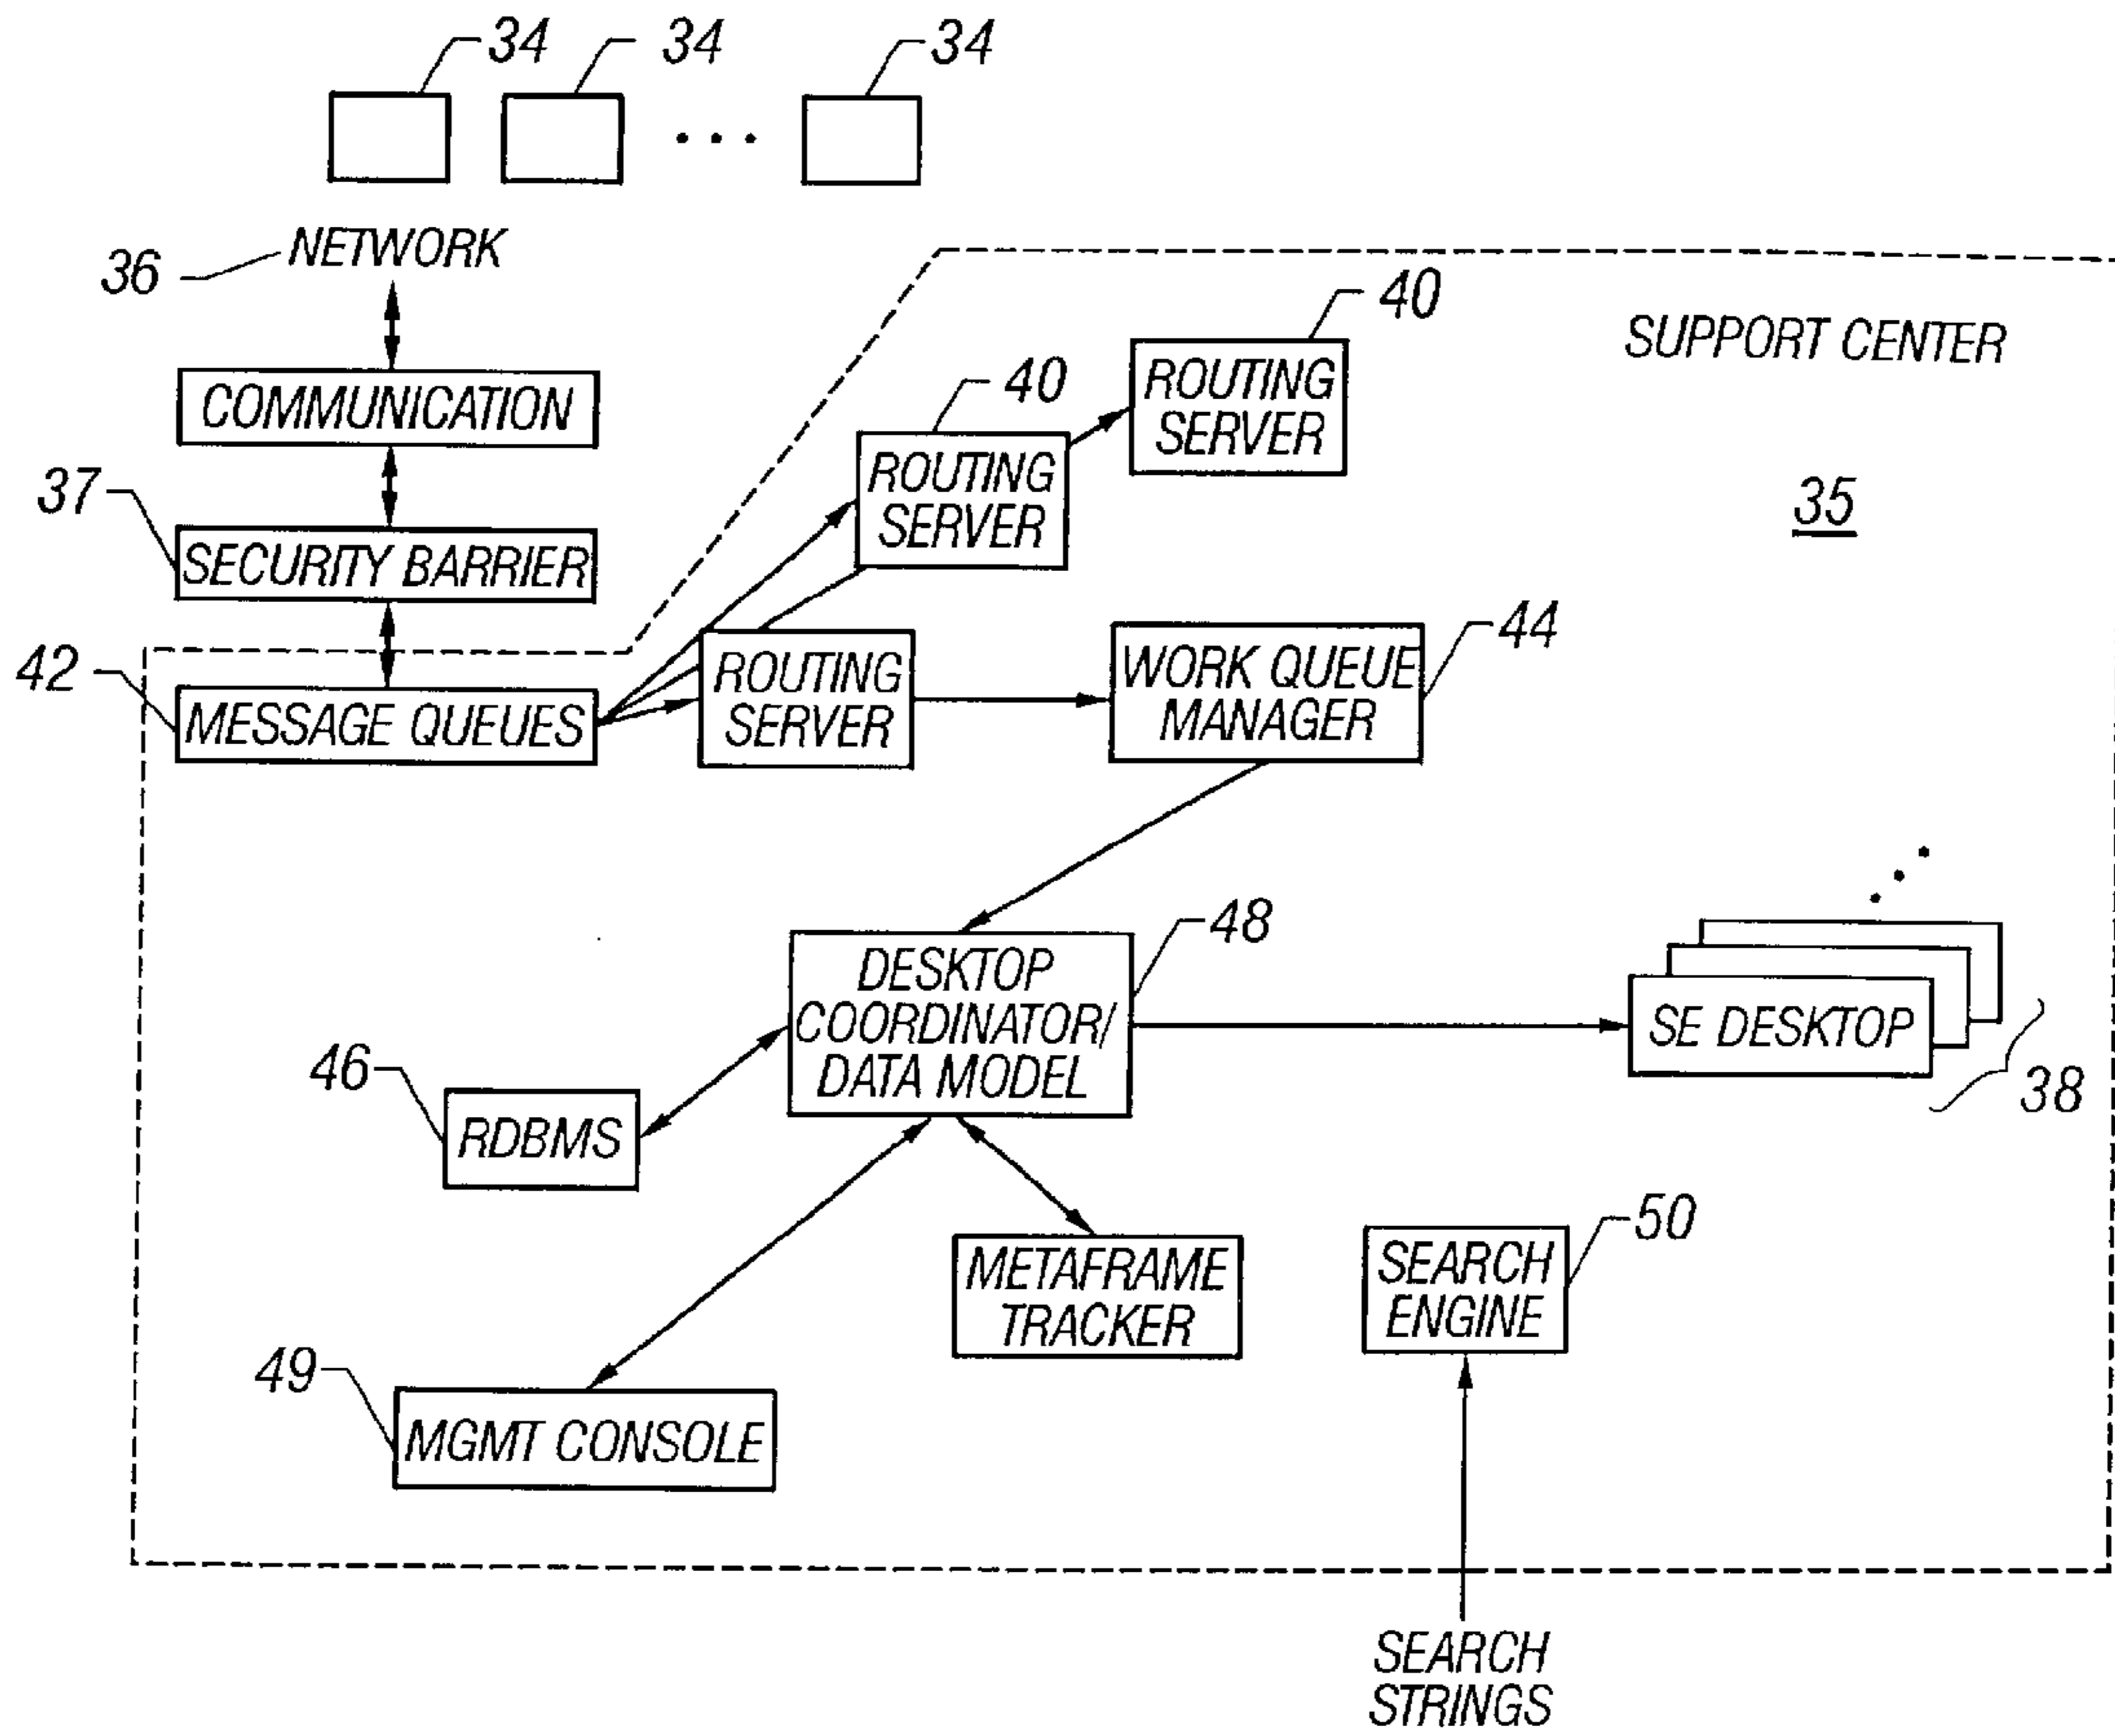 34
34
34
NETWORK
36
COMMUNICATION
37
SECURITY BARRIER
42
MESSAGE QUEUES
40
ROUTING
SERVER
40
ROUTING
SERVER
SUPPORT CENTER
35
ROUTING
SERVER
44
WORK QUEUE
MANAGER
48
DESKTOP
COORDINATOR/
DATA MODEL
SE DESKTOP
38
46
RDBMS
METAFRAME
TRACKER
50
SEARCH
ENGINE
49
MGMT CONSOLE
SEARCH
STRINGS